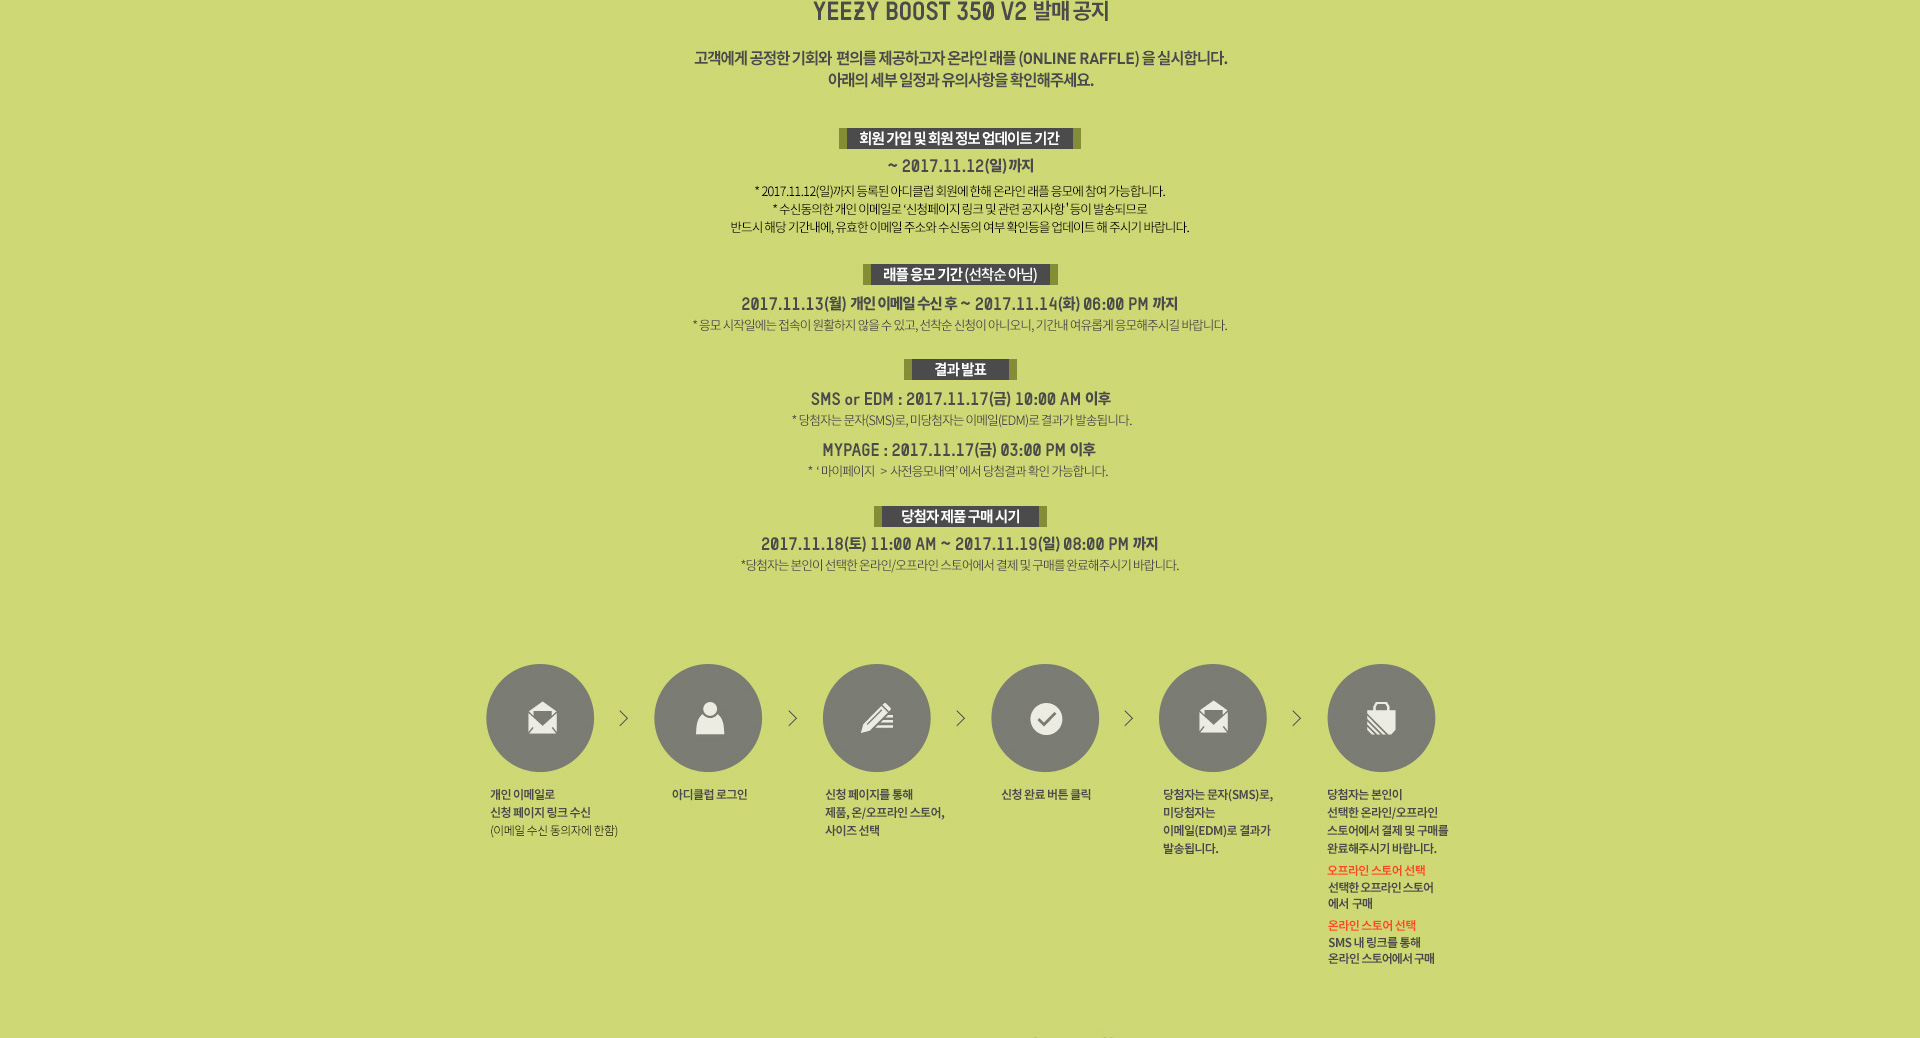 YEEZY BOOST 350 V2 발매 공지
고객에게 공정한 기회와 편의를 제공하고자 온라인 래플 (ONLINE RAFFLE) 을 실시합니다.
아래의 세부 일정과 유의사항을 확인해주세요.
회원 가입 및 회원 정보 업데이트 기간
~ 2017.11.12(일)까지
* 2017.11.12(일)까지 등록된 아디클럽 회원에 한해 온라인 래플 응모에 참여 가능합니다.
* 수신동의한 개인 이메일로 ‘신청페이지 링크 및 관련 공지사항 ' 등이 발송되므로
반드시 해당 기간내에, 유효한 이메일 주소와 수신동의 여부 확인등을 업데이트 해 주시기 바랍니다.
래플 응모 기간 (선착순 아님)
2017.11.13(월) 개인 이메일 수신 후 ~ 2017.11.14(화) 06:00 PM 까지
* 응모 시작일에는 접속이 원활하지 않을 수 있고, 선착순 신청이 아니오니, 기간내 여유롭게 응모해주시길 바랍니다.
결과 발표
SMS or EDM : 2017.11.17(금) 10:00 AM 이후
* 당첨자는 문자(SMS)로, 미당첨자는 이메일(EDM)로 결과가 발송됩니다.
MYPAGE : 2017.11.17(금) 03:00 PM 이후
* ‘ 마이페이지 > 사전응모내역’ 에서 당첨결과 확인 가능합니다.
당첨자 제품 구매 시기
2017.11.18(토) 11:00 AM ~ 2017.11.19(일) 08:00 PM 까지
*당첨자는 본인이 선택한 온라인/오프라인 스토어에서 결제 및 구매를 완료해주시기 바랍니다.
개인 이메일로
신청 페이지 링크 수신
(이메일 수신 동의자에 한함)
아디클럽 로그인
신청 페이지를 통해
제품, 온/오프라인 스토어,
사이즈 선택
신청 완료 버튼 클릭
당첨자는 문자(SMS)로,
미당첨자는
이메일(EDM)로 결과가
발송됩니다.
당첨자는 본인이
선택한 온라인/오프라인
스토어에서 결제 및 구매를
완료해주시기 바랍니다.
오프라인 스토어 선택
선택한 오프라인 스토어
에서 구매
온라인 스토어 선택
SMS 내 링크를 통해
온라인 스토어에서 구매